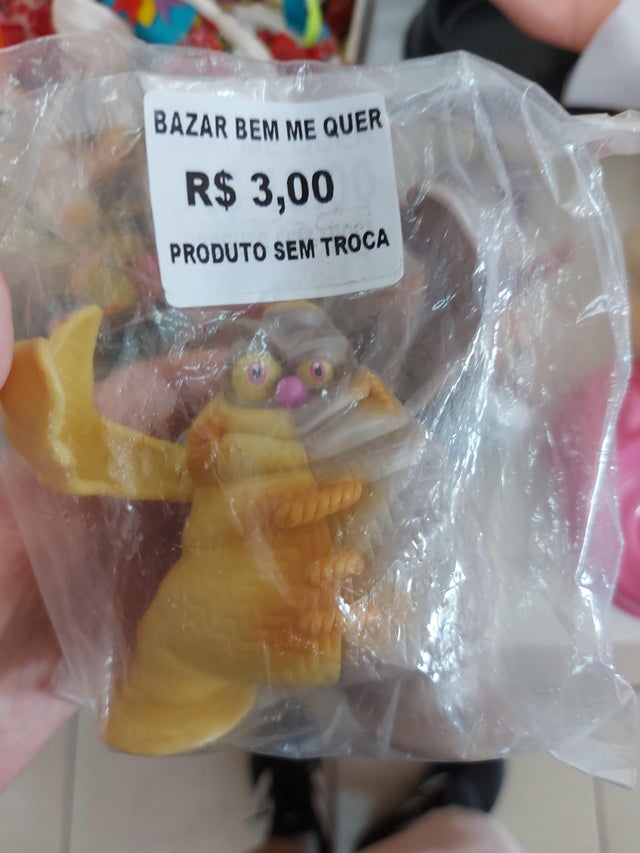 BAZAR BEM ME QUER
R$ 3,00
PRODUTO SEM TROCA